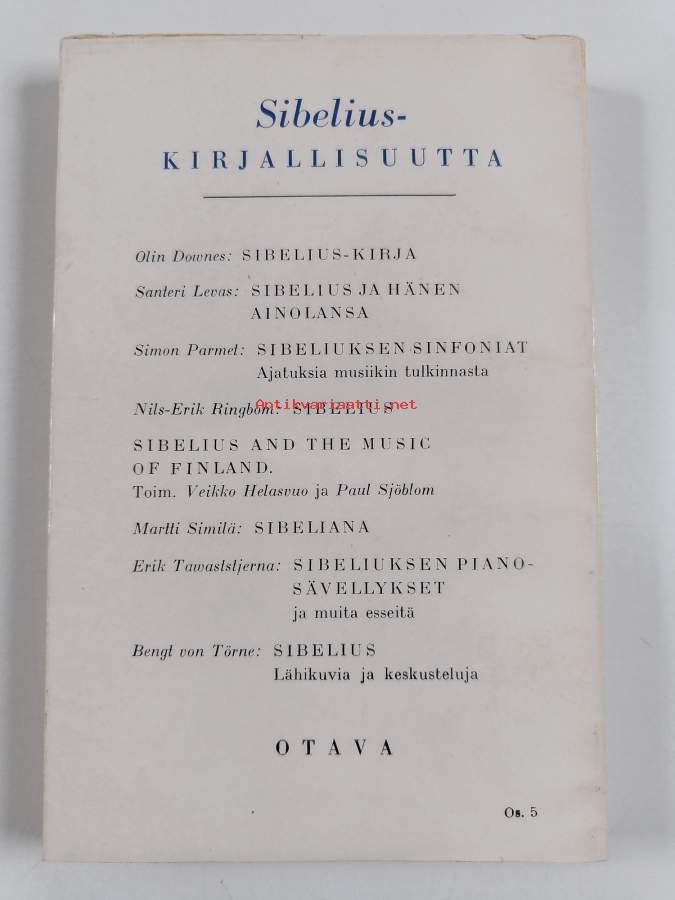 Sibelius-
KIRJALLISUUTTA
Olin Downes: SIBELIUS-KIRJA
Santeri Levas: SIBELIUS JA HÄNEN
AINOLANSA
Simon Parmet: SIBELIUKSEN SINFONIAT
Ajatuksia musiikin tulkinnasta
Antikvariaatti.net
Nils-Erik Ringbom: SIBELIUS
SIBELIUS AND THE MUSIC
OF FINLAND.
Toim. Veikko Helasvuo ja Paul Sjöblom
Martti Similä: SIBELIANA
Erik Tawaststjerna: SIBELIUKSEN PIANO-
SÄVELLYKSET
ja muita esseitä
Bengt von Törne: SIBELIUS
Lähikuvia ja keskusteluja
OTAVA
Os. 5